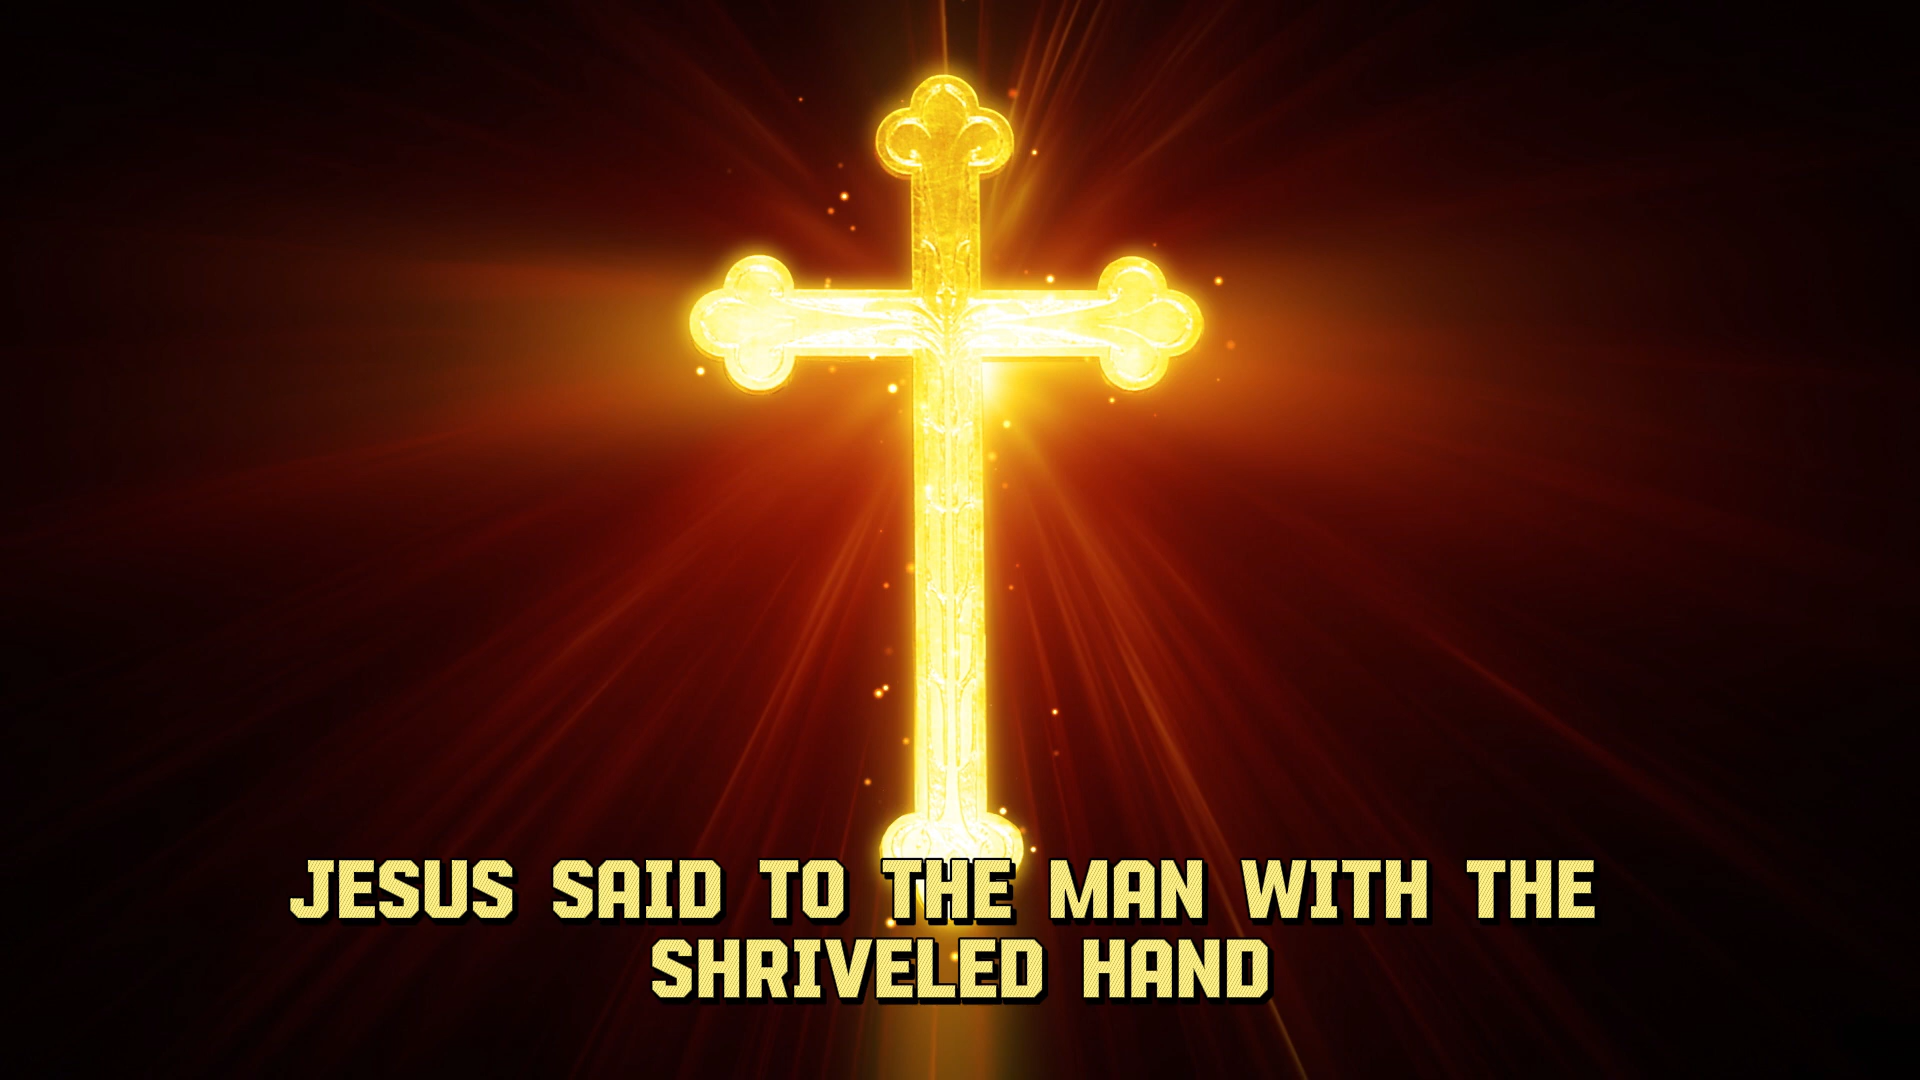 JESUS SAID TO THE MAN WITH THE
SHRIVELED HAND